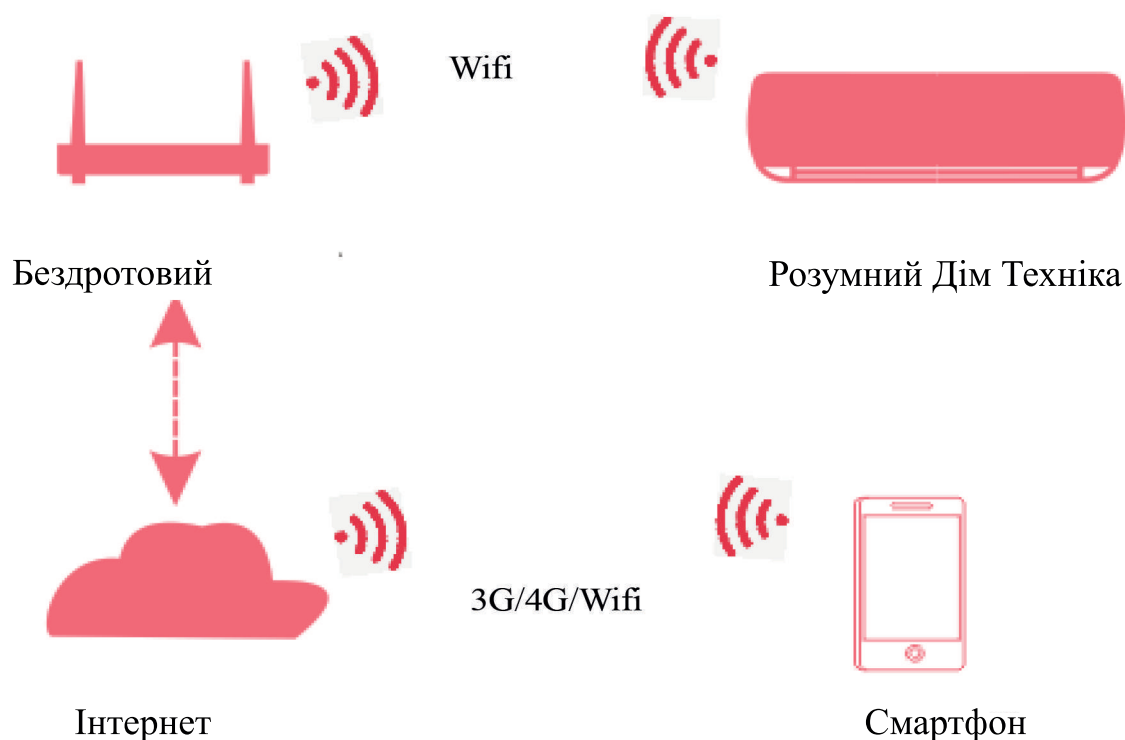 Wifi
Бездротовий
Розумний Дім Техніка
3G/4G/Wifi
Інтернет
Смартфон